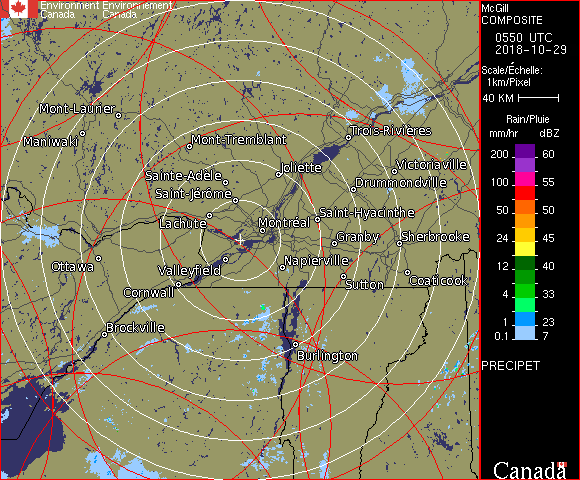 Environment Environnement
Canada Canada
McGill
COMPOSITE
0550 UTC
2018-10-29
Scale/Échelle:
1km/Pixel
40 KM
Rain/Pluie
mm/hr dBZ
200 60
150 57
100 55
50 50
24 45
12 40
4 33
1 23
0.1 7
PRECIPET
Canada
Mont-Laurier
Maniwaki
Mont-Tremblant
Trois-Rivières
Joliette
Victoriaville
Sainte-Adèle
Drummondville
Saint-Jérôme
Lachute
Montréal
Saint-Hyacinthe
Granby
Sherbrooke
Ottawa
Valleyfield
Napierville
Cornwall
Sutton
Coaticook
Brockville
Burlington